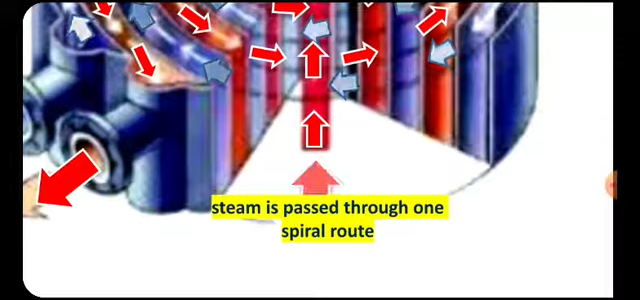 steam is passed through one
spiral route